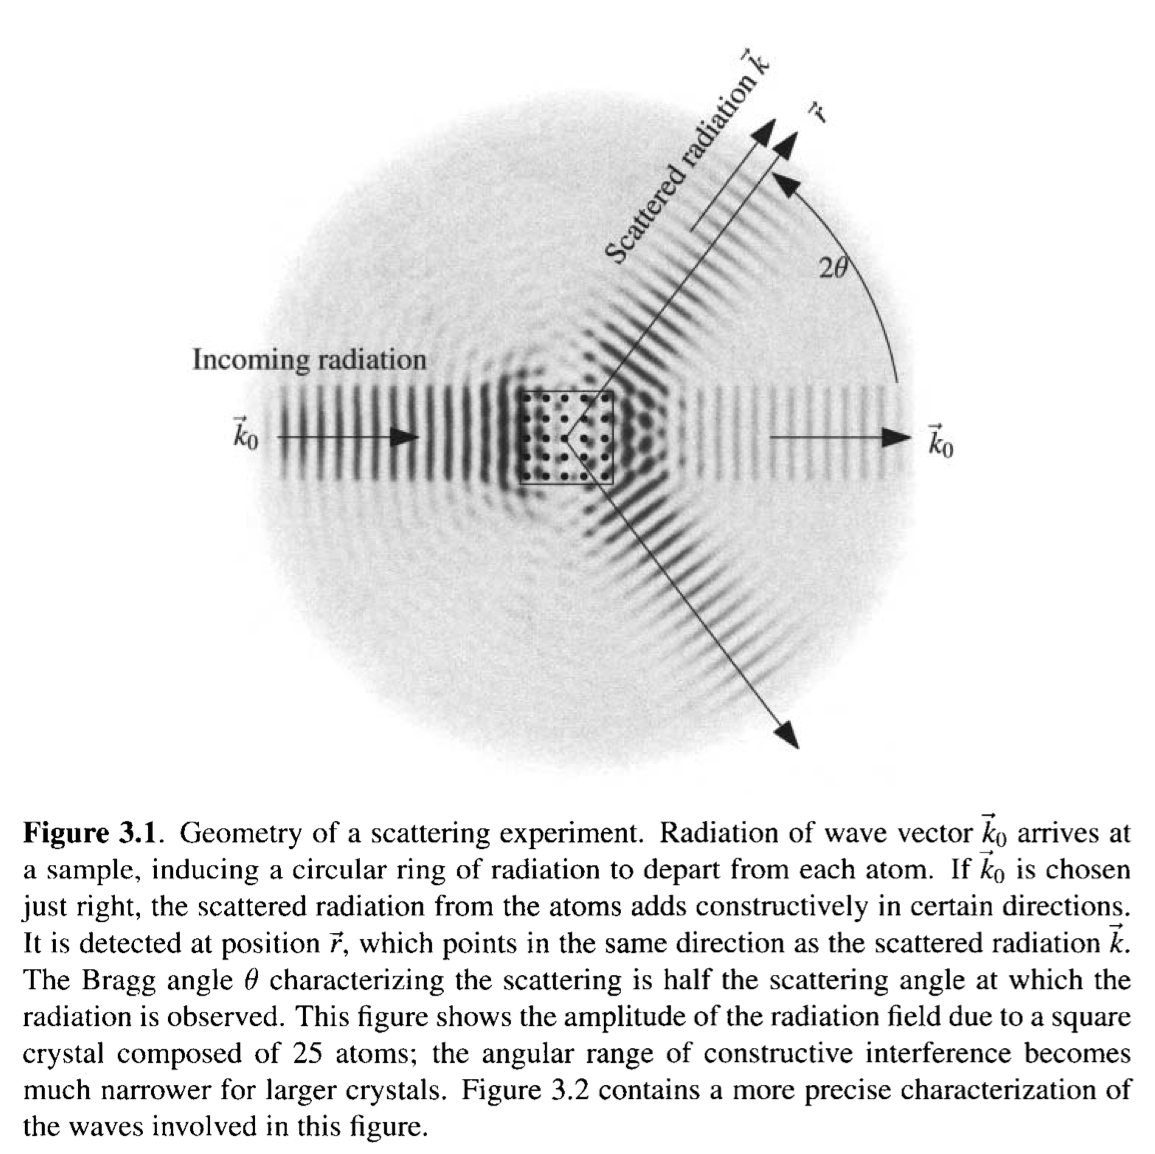 Scattered radiation k⃗
r⃗
2θ
Incoming radiation
k⃗₀
k⃗₀
Figure 3.1. Geometry of a scattering experiment. Radiation of wave vector k⃗₀ arrives at
a sample, inducing a circular ring of radiation to depart from each atom. If k⃗₀ is chosen
just right, the scattered radiation from the atoms adds constructively in certain directions.
It is detected at position r⃗, which points in the same direction as the scattered radiation k⃗.
The Bragg angle θ characterizing the scattering is half the scattering angle at which the
radiation is observed. This figure shows the amplitude of the radiation field due to a square
crystal composed of 25 atoms; the angular range of constructive interference becomes
much narrower for larger crystals. Figure 3.2 contains a more precise characterization of
the waves involved in this figure.